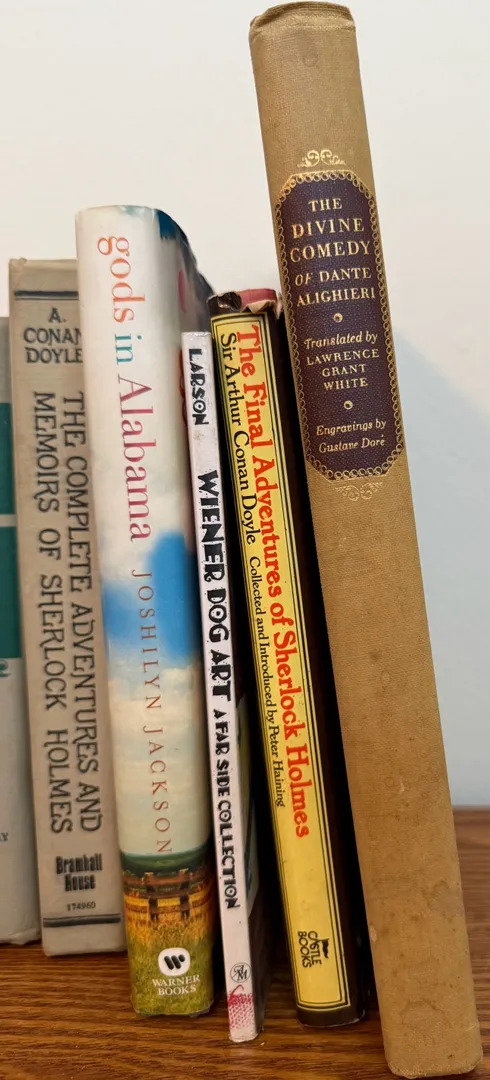 A.
CONAN
DOYLE
THE COMPLETE ADVENTURES AND
MEMOIRS OF SHERLOCK HOLMES
Bramhall
House
174960
gods in Alabama
JOSHILYN JACKSON
W
WARNER
BOOKS
LARSON
WIENER DOG ART
A FAR SIDE COLLECTION
The Final Adventures of Sherlock Holmes
Sir Arthur Conan Doyle Collected and Introduced by Peter Haining
CASTLE
BOOKS
THE
DIVINE
COMEDY
OF DANTE
ALIGHIERI
Translated by
LAWRENCE
GRANT
WHITE
Engravings by
Gustave Doré